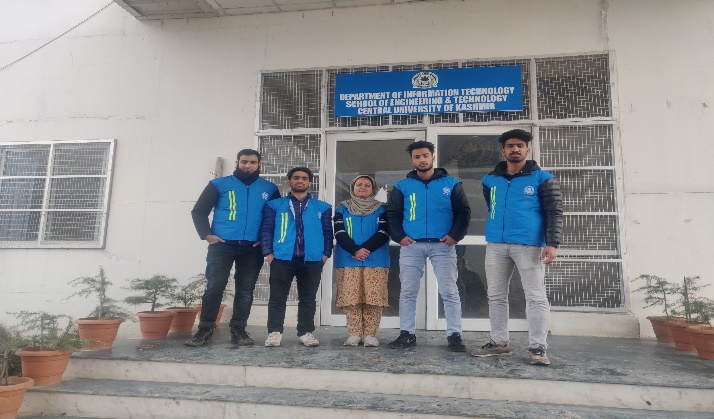 DEPARTMENT OF INFORMATION TECHNOLOGY
SCHOOL OF ENGINEERING & TECHNOLOGY
CENTRAL UNIVERSITY OF KASHMIR